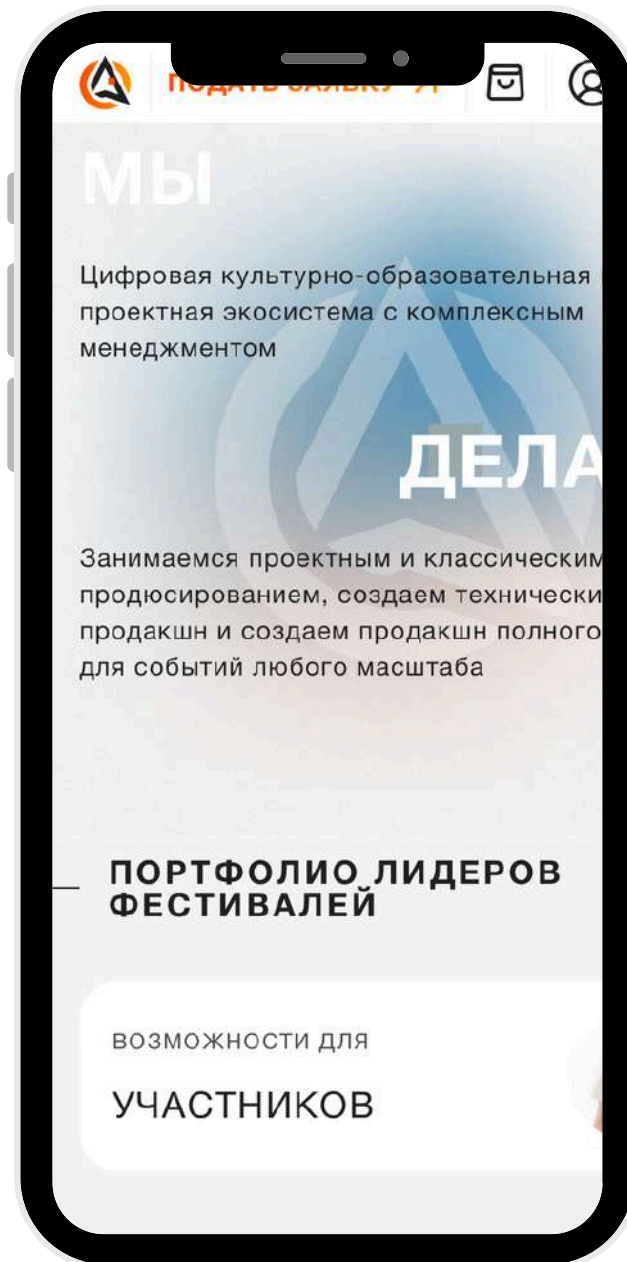 МЫ
Цифровая культурно-образовательная
проектная экосистема с комплексным
менеджментом
ДЕЛА
Занимаемся проектным и классическим
продюсированием, создаем технически
продакшн и создаем продакшн полного
для событий любого масштаба
ПОРТФОЛИО ЛИДЕРОВ
ФЕСТИВАЛЕЙ
ВОЗМОЖНОСТИ ДЛЯ
УЧАСТНИКОВ